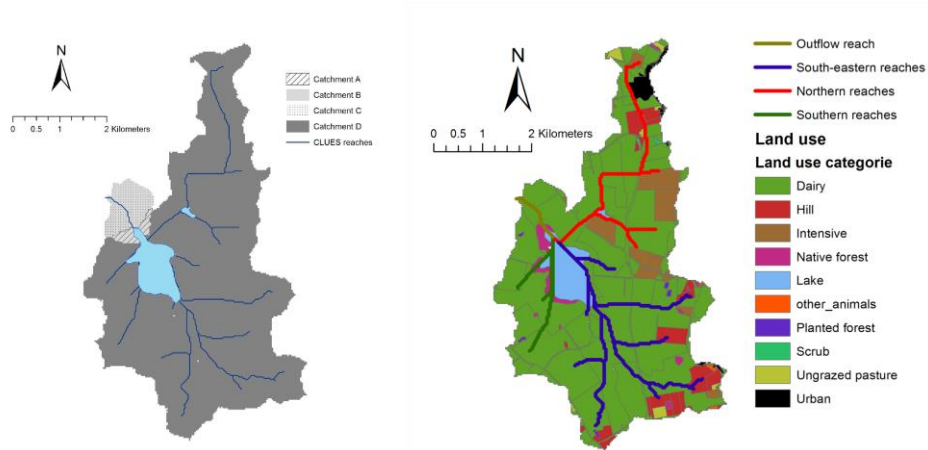 N
0 0.5 1 2 Kilometers
Catchment A
Catchment B
Catchment C
Catchment D
CLUES reaches
N
0 0.5 1 2 Kilometers
Outflow reach
South-eastern reaches
Northern reaches
Southern reaches
Land use
Land use categorie
Dairy
Hill
Intensive
Native forest
Lake
other_animals
Planted forest
Scrub
Ungrazed pasture
Urban